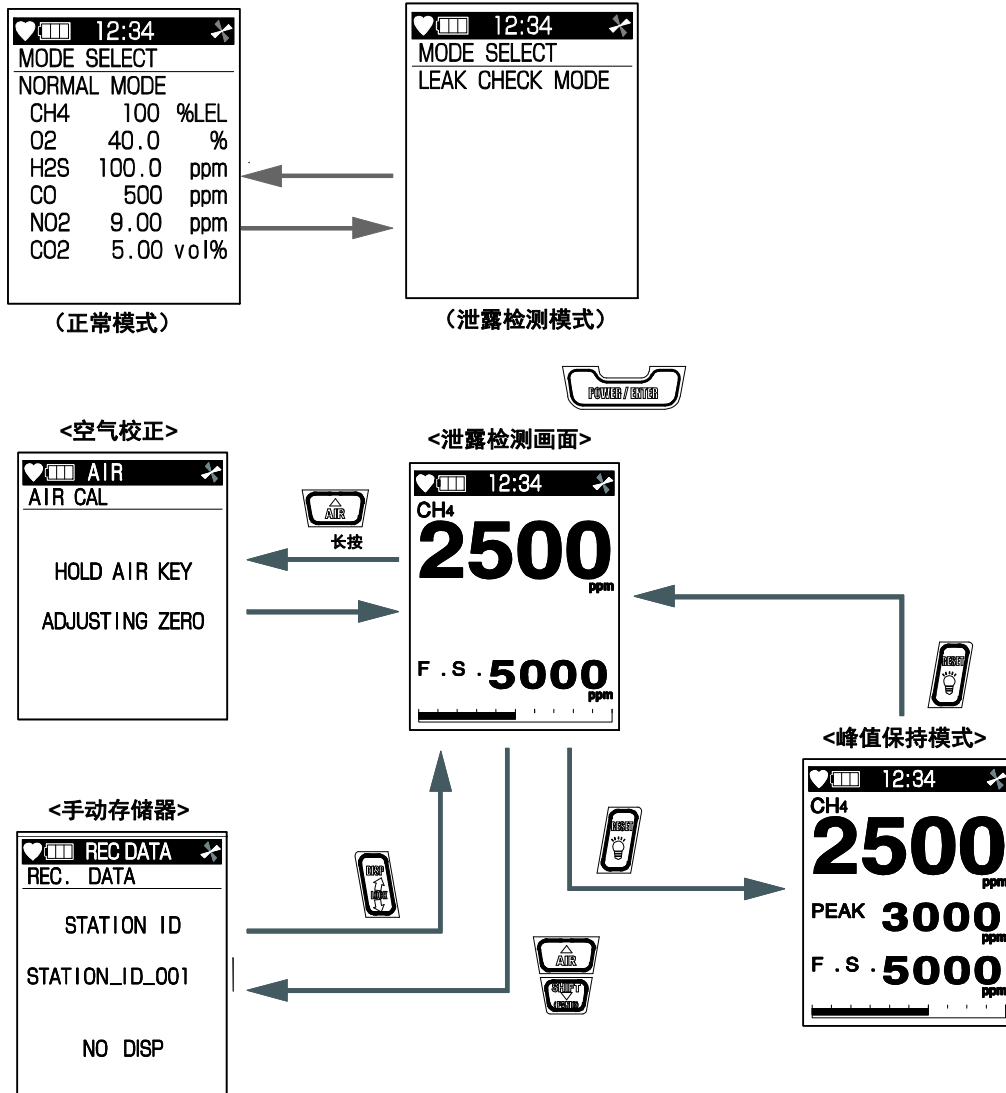 12:34
MODE SELECT
NORMAL MODE
CH4 100 %LEL
O2 40.0 %
H2S 100.0 ppm
CO 500 ppm
NO2 9.00 ppm
CO2 5.00 vol%
(正常模式)
12:34
MODE SELECT
LEAK CHECK MODE
(泄露检测模式)
POWER / ENTER
<空气校正>
AIR
AIR CAL
HOLD AIR KEY
ADJUSTING ZERO
AIR
长按
<泄露检测画面>
12:34
CH4
2500
ppm
F.S. 5000
ppm
RESET
<峰值保持模式>
12:34
CH4
2500
ppm
PEAK 3000
ppm
F.S. 5000
ppm
<手动存储器>
REC DATA
REC. DATA
STATION ID
STATION_ID_001
NO DISP
DISP
RESET
AIR
SHIFT